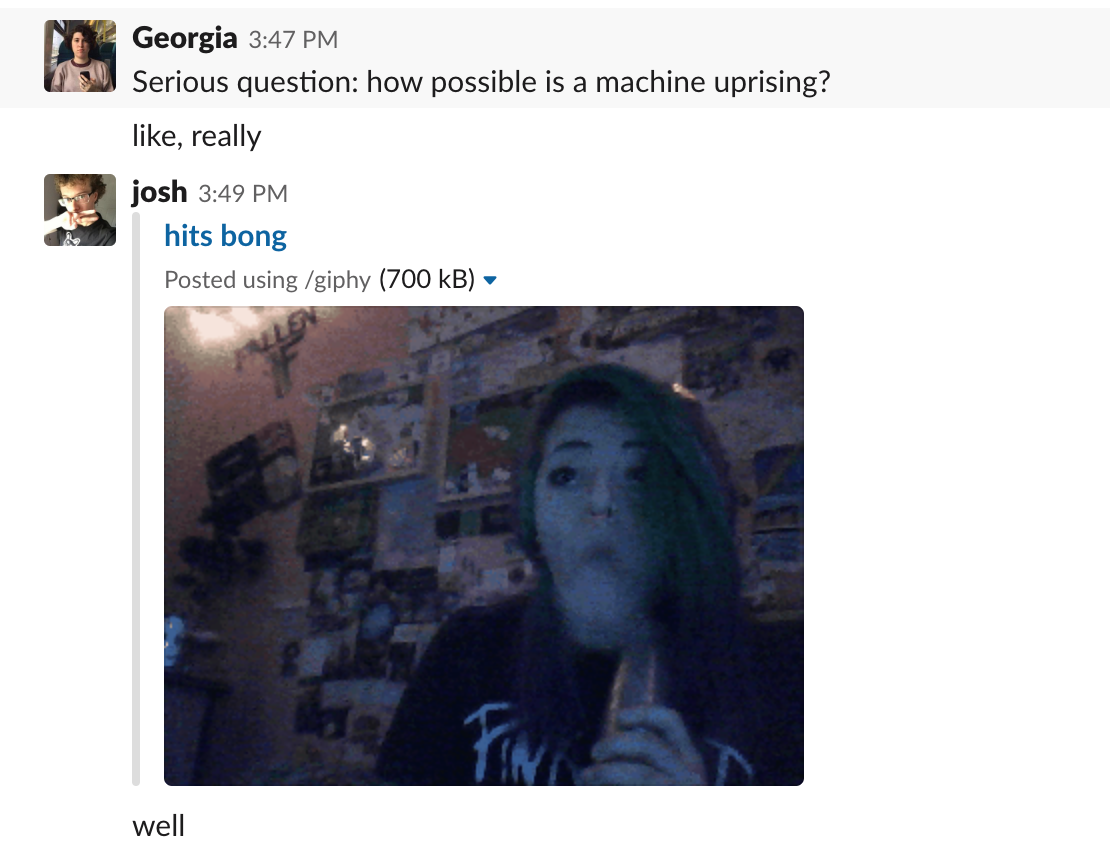 Georgia 3:47 PM
Serious question: how possible is a machine uprising?
like, really
josh 3:49 PM
hits bong
Posted using /giphy (700 kB)
well